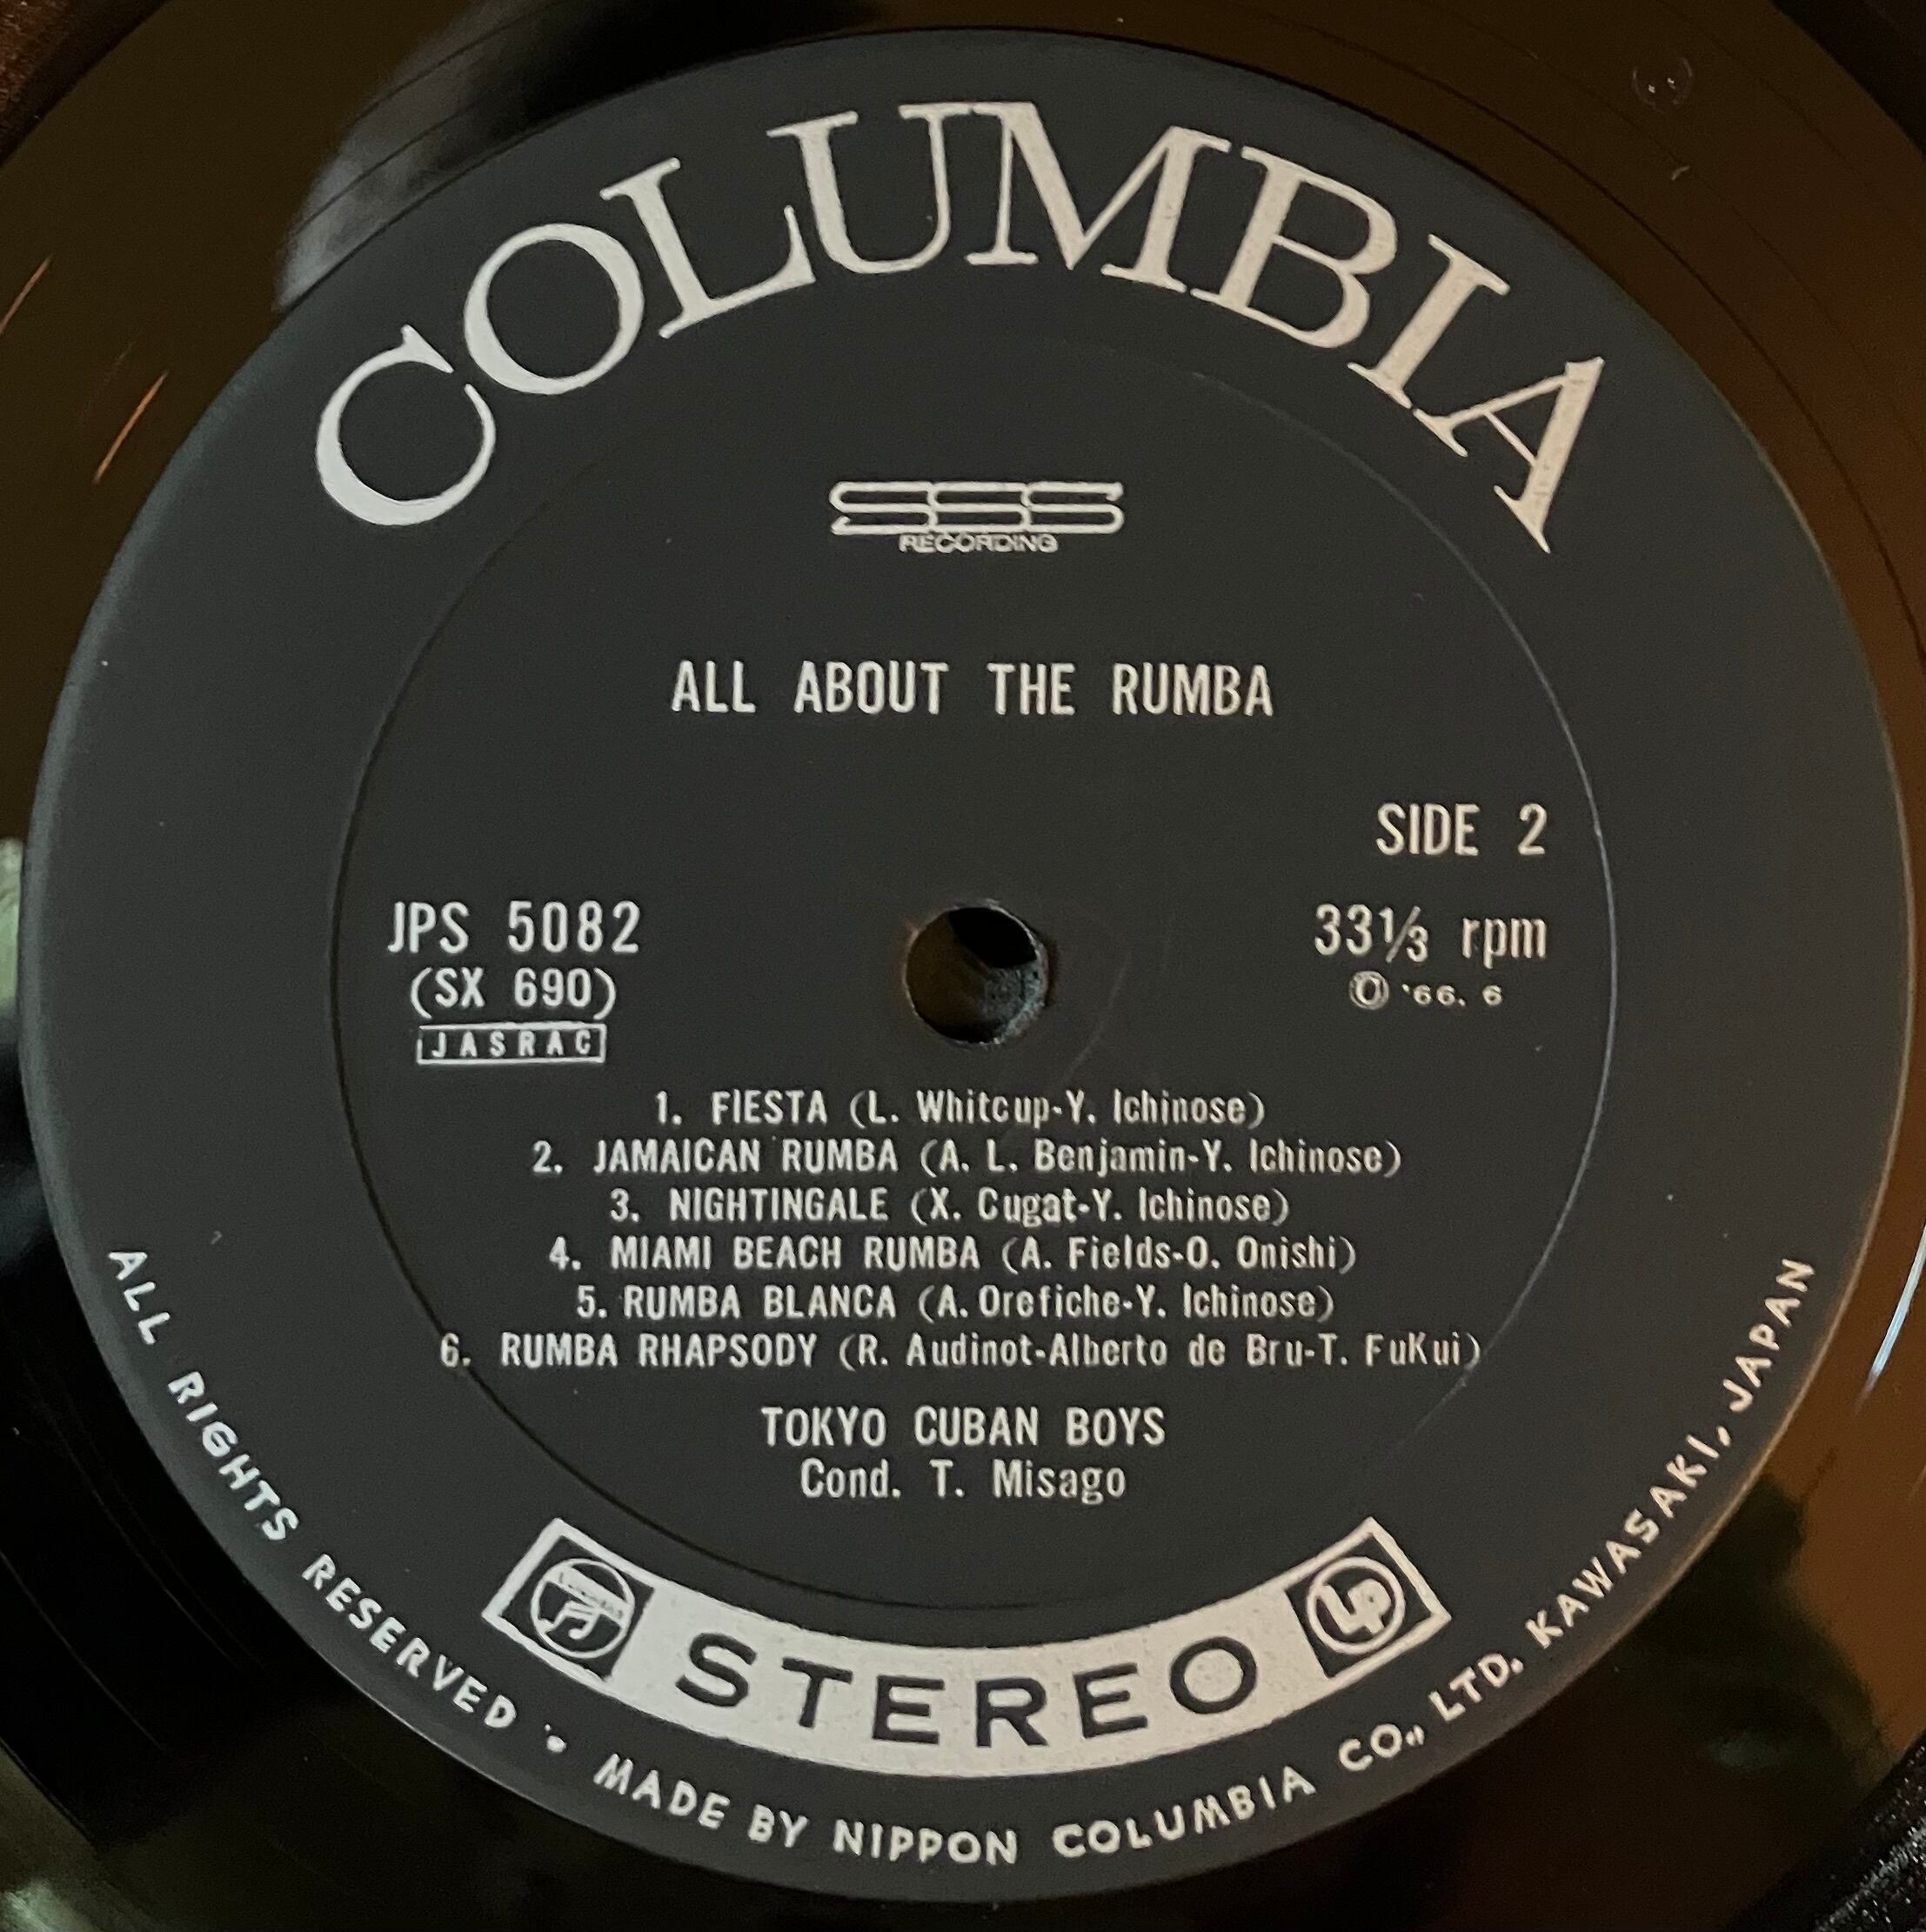 COLUMBIA
SSS
RECORDING
ALL ABOUT THE RUMBA
SIDE 2
JPS 5082
33⅓ rpm
(SX 690)
Ⓞ '66. 6
JASRAC
1. FIESTA (L. Whitcup-Y. Ichinose)
2. JAMAICAN RUMBA (A. L. Benjamin-Y. Ichinose)
3. NIGHTINGALE (X. Cugat-Y. Ichinose)
4. MIAMI BEACH RUMBA (A. Fields-O. Onishi)
5. RUMBA BLANCA (A. Orefiche-Y. Ichinose)
6. RUMBA RHAPSODY (R. Audinot-Alberto de Bru-T. FuKui)
TOKYO CUBAN BOYS
Cond. T. Misago
STEREO
LP
ALL RIGHTS RESERVED • MADE BY NIPPON COLUMBIA CO., LTD. KAWASAKI, JAPAN